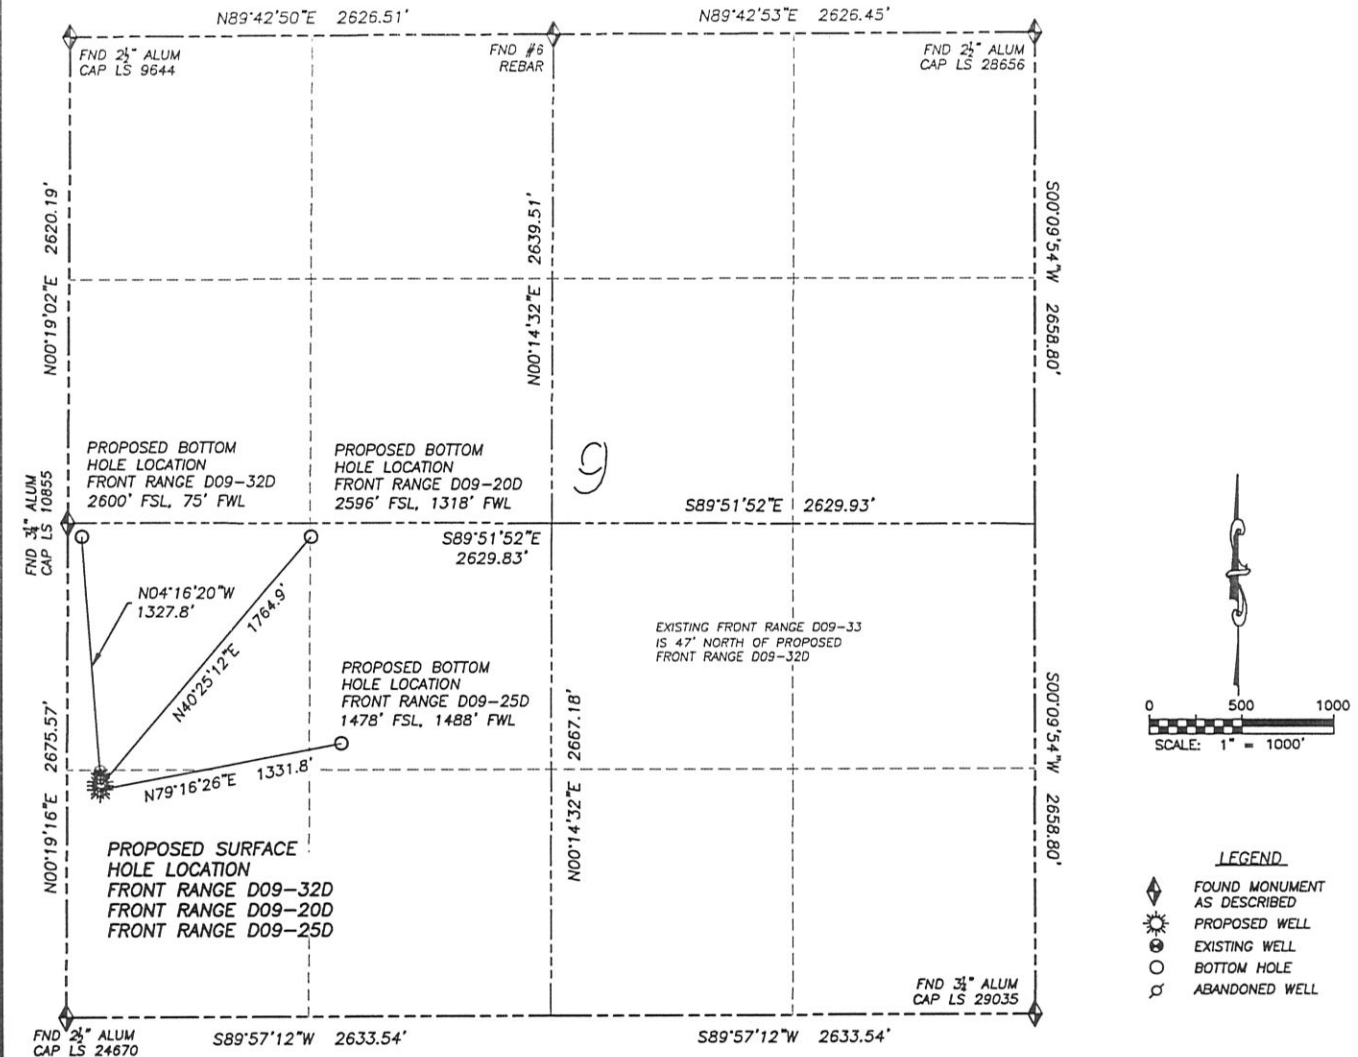 N89°42'50"E 2626.51'
N89°42'53"E 2626.45'
FND 2½" ALUM
CAP LS 9644
FND #6
REBAR
FND 2½" ALUM
CAP LS 28656
N00°19'02"E 2620.19'
N00°14'32"E 2639.51'
S00°09'54"W 2658.80'
PROPOSED BOTTOM
HOLE LOCATION
FRONT RANGE D09-32D
2600' FSL, 75' FWL
PROPOSED BOTTOM
HOLE LOCATION
FRONT RANGE D09-20D
2596' FSL, 1318' FWL
9
FND 3¼" ALUM
CAP LS 10855
S89°51'52"E 2629.93'
S89°51'52"E
2629.83'
N04°16'20"W
1327.8'
N40°25'12"E 1764.9'
EXISTING FRONT RANGE D09-33
IS 47' NORTH OF PROPOSED
FRONT RANGE D09-32D
PROPOSED BOTTOM
HOLE LOCATION
FRONT RANGE D09-25D
1478' FSL, 1488' FWL
N79°16'26"E 1331.8'
N00°19'16"E 2675.57'
N00°14'32"E 2667.18'
S00°09'54"W 2658.80'
0 500 1000
SCALE: 1" = 1000'
PROPOSED SURFACE
HOLE LOCATION
FRONT RANGE D09-32D
FRONT RANGE D09-20D
FRONT RANGE D09-25D
LEGEND
FOUND MONUMENT
AS DESCRIBED
PROPOSED WELL
EXISTING WELL
BOTTOM HOLE
ABANDONED WELL
FND 3¼" ALUM
CAP LS 29035
FND 2½" ALUM
CAP LS 24670
S89°57'12"W 2633.54'
S89°57'12"W 2633.54'